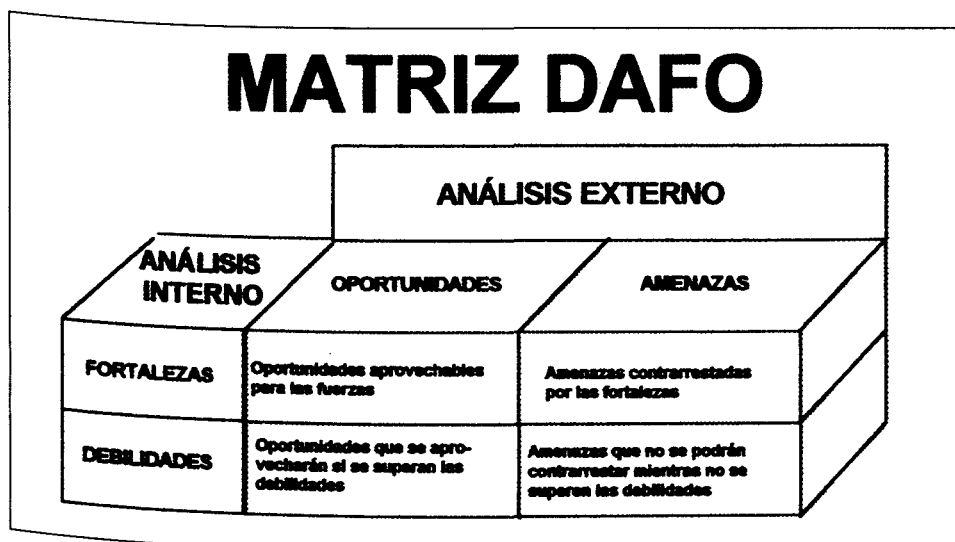 MATRIZ DAFO
ANÁLISIS EXTERNO
ANÁLISIS
INTERNO
OPORTUNIDADES
AMENAZAS
FORTALEZAS
Oportunidades aprovechables
para las fuerzas
Amenazas contrarrestadas
por las fortalezas
DEBILIDADES
Oportunidades que se apro-
vecharán si se superan las
debilidades
Amenazas que no se podrán
contrarrestar mientras no se
superen las debilidades